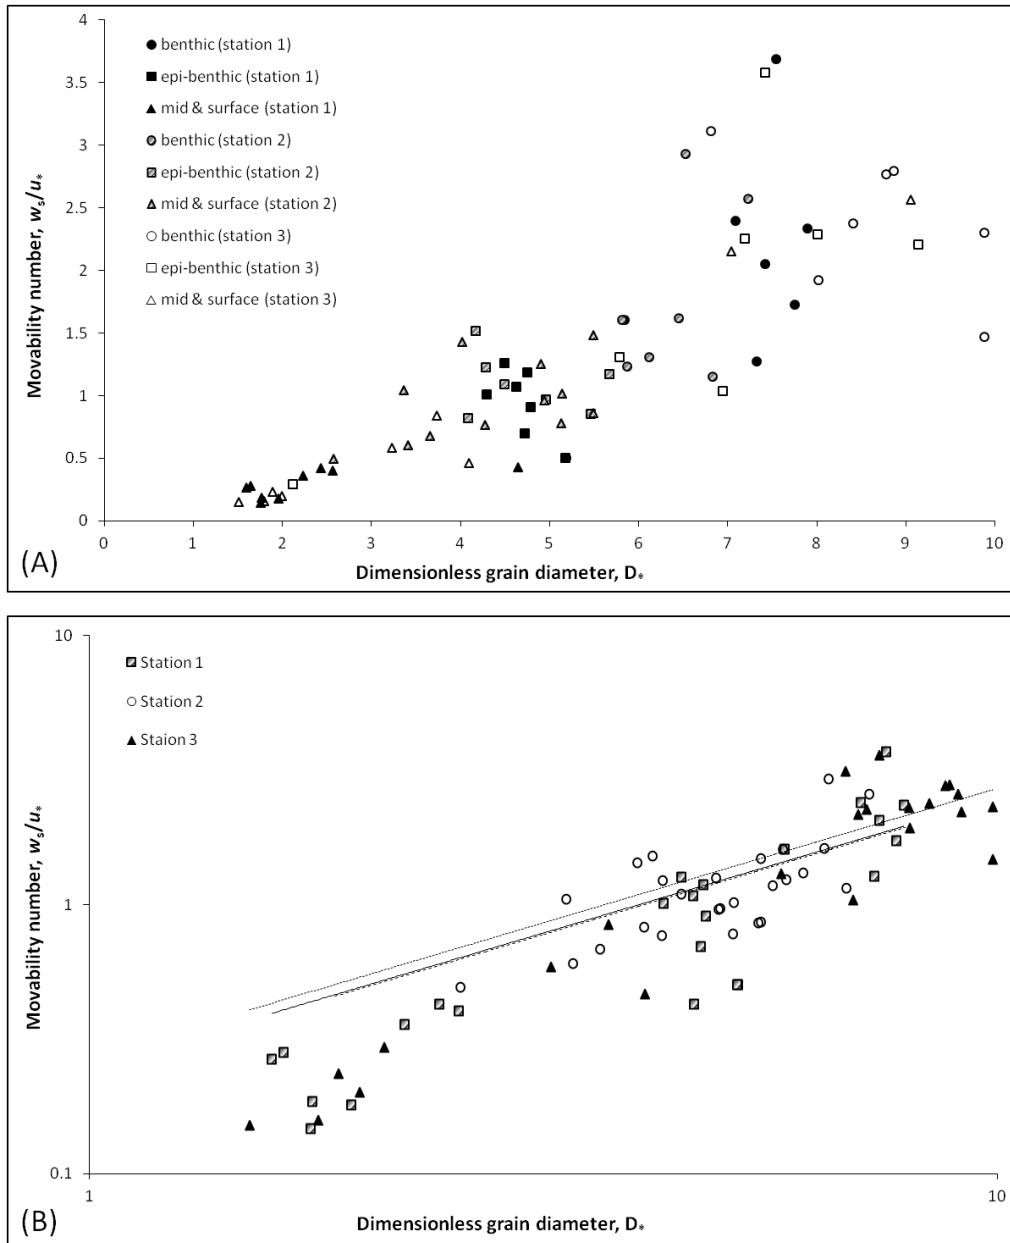 4
3.5
3
2.5
2
1.5
1
0.5
0
Movability number, wₛ/u*
benthic (station 1)
epi-benthic (station 1)
mid & surface (station 1)
benthic (station 2)
epi-benthic (station 2)
mid & surface (station 2)
benthic (station 3)
epi-benthic (station 3)
mid & surface (station 3)
0 1 2 3 4 5 6 7 8 9 10
Dimensionless grain diameter, D*
(A)
10
1
0.1
Movability number, wₛ/u*
Station 1
Station 2
Staion 3
1 10
Dimensionless grain diameter, D*
(B)